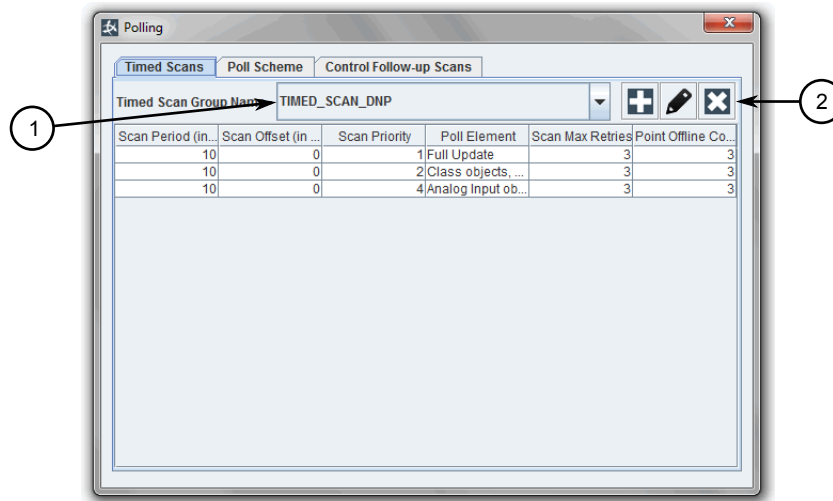 Polling
Timed Scans Poll Scheme Control Follow-up Scans
Timed Scan Group Name TIMED_SCAN_DNP
1
2
Scan Period (in... Scan Offset (in ... Scan Priority Poll Element Scan Max Retries Point Offline Co...
10 0 1 Full Update 3 3
10 0 2 Class objects, ... 3 3
10 0 4 Analog Input ob... 3 3